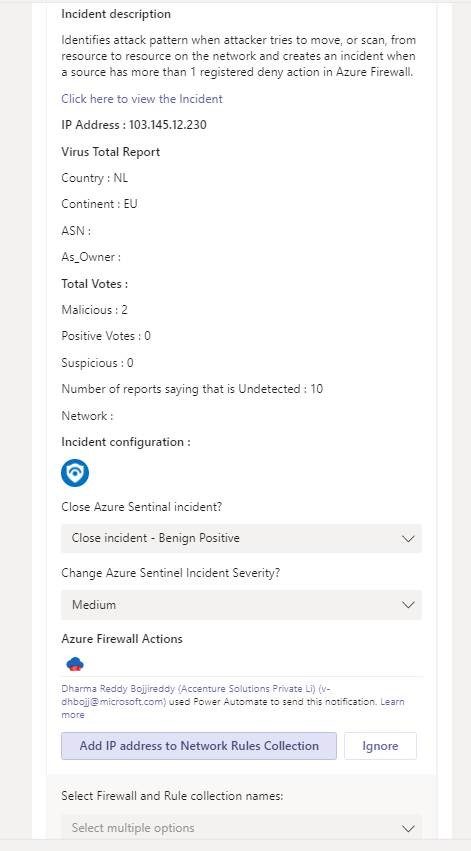 Incident description
Identifies attack pattern when attacker tries to move, or scan, from
resource to resource on the network and creates an incident when
a source has more than 1 registered deny action in Azure Firewall.
Click here to view the Incident
IP Address : 103.145.12.230
Virus Total Report
Country : NL
Continent : EU
ASN :
As_Owner :
Total Votes :
Malicious : 2
Positive Votes : 0
Suspicious : 0
Number of reports saying that is Undetected : 10
Network :
Incident configuration :
Close Azure Sentinal incident?
Close incident - Benign Positive
Change Azure Sentinel Incident Severity?
Medium
Azure Firewall Actions
Dharma Reddy Bojjireddy (Accenture Solutions Private Li) (v-
dhbojj@microsoft.com) used Power Automate to send this notification. Learn
more
Add IP address to Network Rules Collection
Ignore
Select Firewall and Rule collection names:
Select multiple options